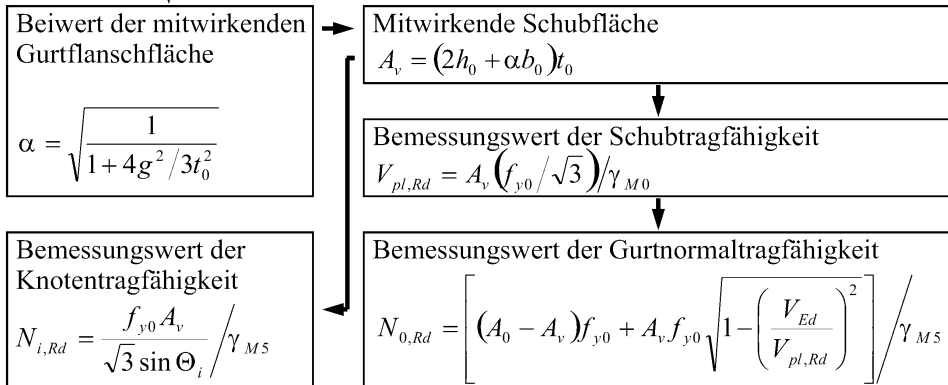 Beiwert der mitwirkenden
Gurtflanschfläche
α = √(1 / (1 + 4g²/3t₀²))
Mitwirkende Schubfläche
A_v = (2h₀ + αb₀)t₀
Bemessungswert der Schubtragfähigkeit
V_pl,Rd = A_v (f_y0/√3)/γ_M0
Bemessungswert der
Knotentragfähigkeit
N_i,Rd = (f_y0 A_v / (√3 sin Θ_i)) / γ_M5
Bemessungswert der Gurtnormaltragfähigkeit
N_0,Rd = [(A₀ − A_v)f_y0 + A_v f_y0 √(1 − (V_Ed / V_pl,Rd)²)] / γ_M5